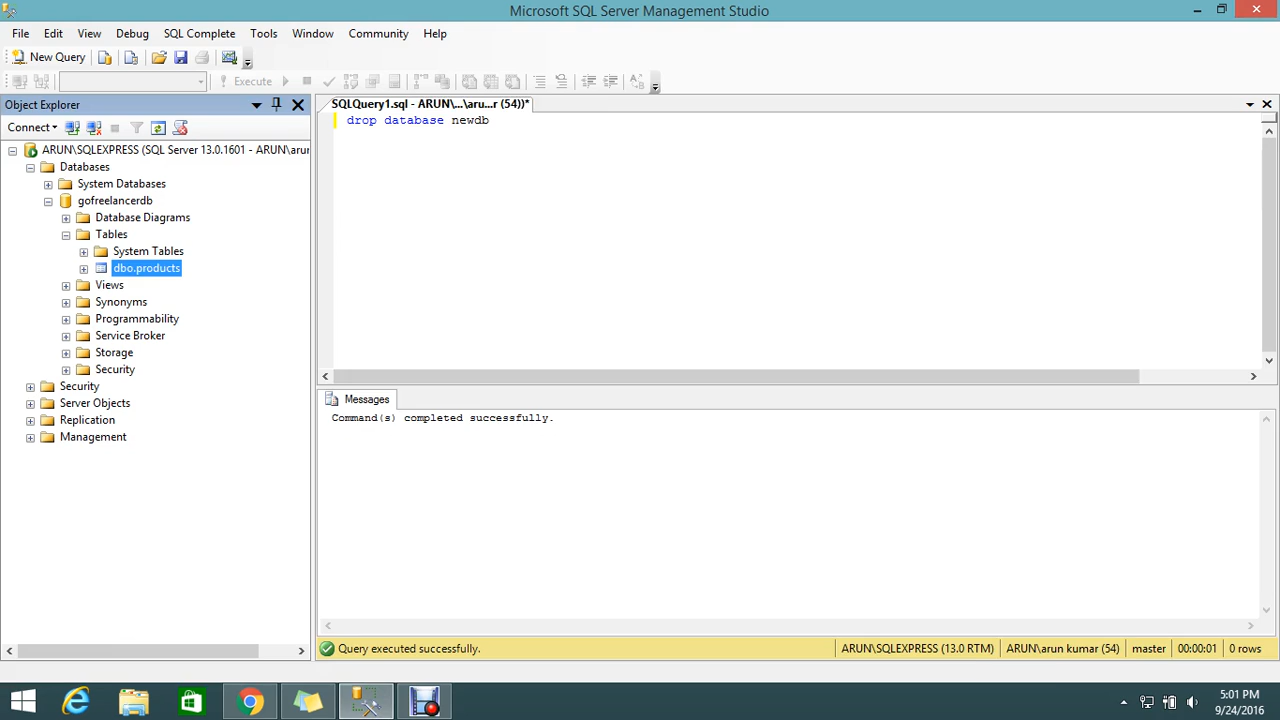 Microsoft SQL Server Management Studio
File Edit View Debug SQL Complete Tools Window Community Help
New Query
Execute
Object Explorer
SQLQuery1.sql - ARUN\...\aru...r (54))*
Connect
drop database newdb
ARUN\SQLEXPRESS (SQL Server 13.0.1601 - ARUN\arun
Databases
System Databases
gofreelancerdb
Database Diagrams
Tables
System Tables
dbo.products
Views
Synonyms
Programmability
Service Broker
Storage
Security
Security
Server Objects
Replication
Management
Messages
Command(s) completed successfully.
Query executed successfully.
ARUN\SQLEXPRESS (13.0 RTM) ARUN\arun kumar (54) master 00:00:01 0 rows
5:01 PM
9/24/2016